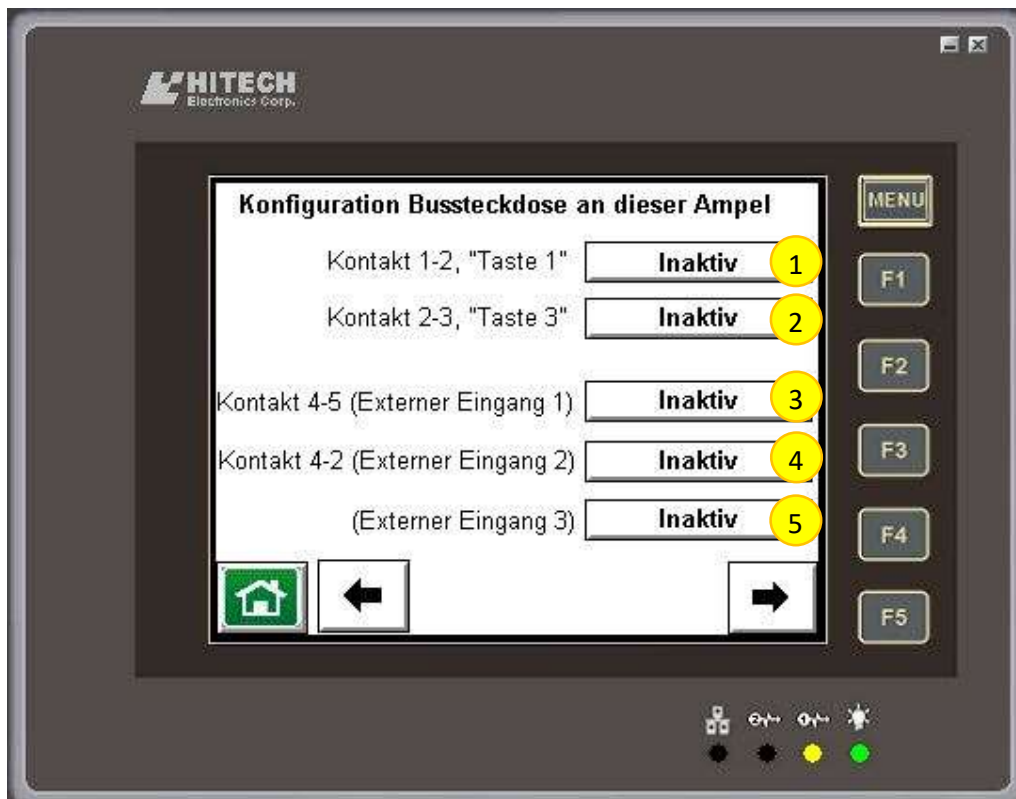 HITECH
Electronics Corp.
Konfiguration Bussteckdose an dieser Ampel
MENU
Kontakt 1-2, "Taste 1" Inaktiv 1
F1
Kontakt 2-3, "Taste 3" Inaktiv 2
F2
Kontakt 4-5 (Externer Eingang 1) Inaktiv 3
Kontakt 4-2 (Externer Eingang 2) Inaktiv 4
F3
(Externer Eingang 3) Inaktiv 5
F4
F5